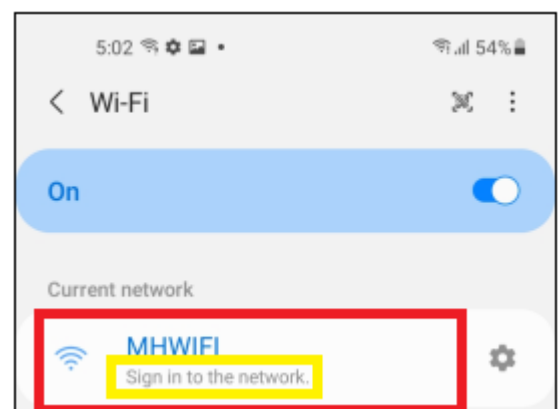 5:02 54%
Wi-Fi
On
Current network
MHWIFI
Sign in to the network.